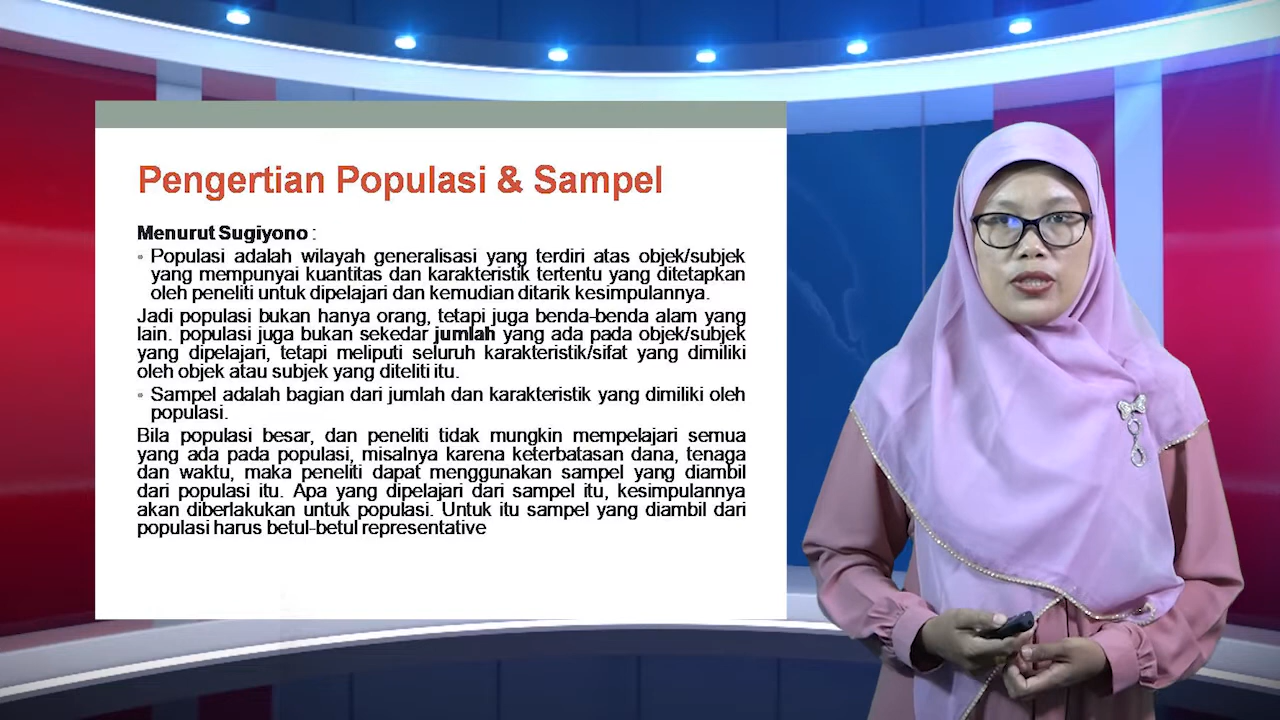 Pengertian Populasi & Sampel
Menurut Sugiyono :
Populasi adalah wilayah generalisasi yang terdiri atas objek/subjek
yang mempunyai kuantitas dan karakteristik tertentu yang ditetapkan
oleh peneliti untuk dipelajari dan kemudian ditarik kesimpulannya.
Jadi populasi bukan hanya orang, tetapi juga benda-benda alam yang
lain. populasi juga bukan sekedar jumlah yang ada pada objek/subjek
yang dipelajari, tetapi meliputi seluruh karakteristik/sifat yang dimiliki
oleh objek atau subjek yang diteliti itu.
Sampel adalah bagian dari jumlah dan karakteristik yang dimiliki oleh
populasi.
Bila populasi besar, dan peneliti tidak mungkin mempelajari semua
yang ada pada populasi, misalnya karena keterbatasan dana, tenaga
dan waktu, maka peneliti dapat menggunakan sampel yang diambil
dari populasi itu. Apa yang dipelajari dari sampel itu, kesimpulannya
akan diberlakukan untuk populasi. Untuk itu sampel yang diambil dari
populasi harus betul-betul representative